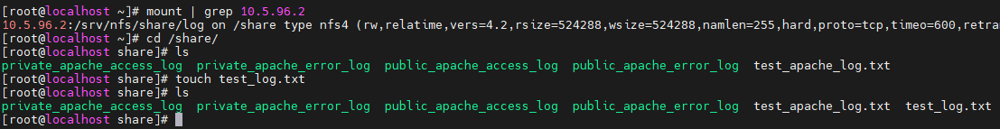 [root@localhost ~]# mount | grep 10.5.96.2
10.5.96.2:/srv/nfs/share/log on /share type nfs4 (rw,relatime,vers=4.2,rsize=524288,wsize=524288,namlen=255,hard,proto=tcp,timeo=600,retra
[root@localhost ~]# cd /share/
[root@localhost share]# ls
private_apache_access_log  private_apache_error_log  public_apache_access_log  public_apache_error_log  test_apache_log.txt
[root@localhost share]# touch test_log.txt
[root@localhost share]# ls
private_apache_access_log  private_apache_error_log  public_apache_access_log  public_apache_error_log  test_apache_log.txt  test_log.txt
[root@localhost share]#